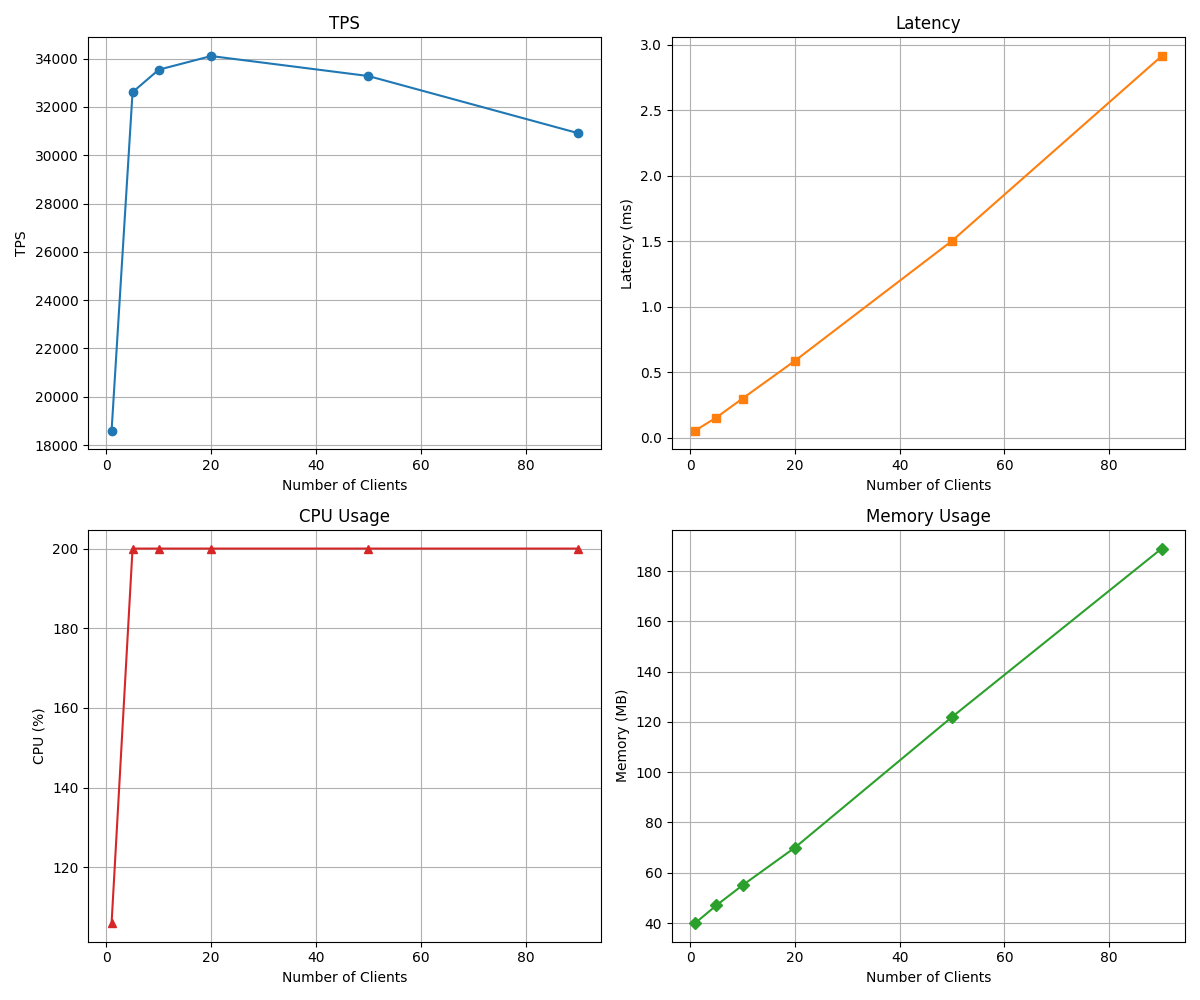 TPS
34000
32000
30000
28000
26000
24000
22000
20000
18000
TPS
0 20 40 60 80
Number of Clients
Latency
3.0
2.5
2.0
1.5
1.0
0.5
0.0
Latency (ms)
0 20 40 60 80
Number of Clients
CPU Usage
200
180
160
140
120
CPU (%)
0 20 40 60 80
Number of Clients
Memory Usage
180
160
140
120
100
80
60
40
Memory (MB)
0 20 40 60 80
Number of Clients